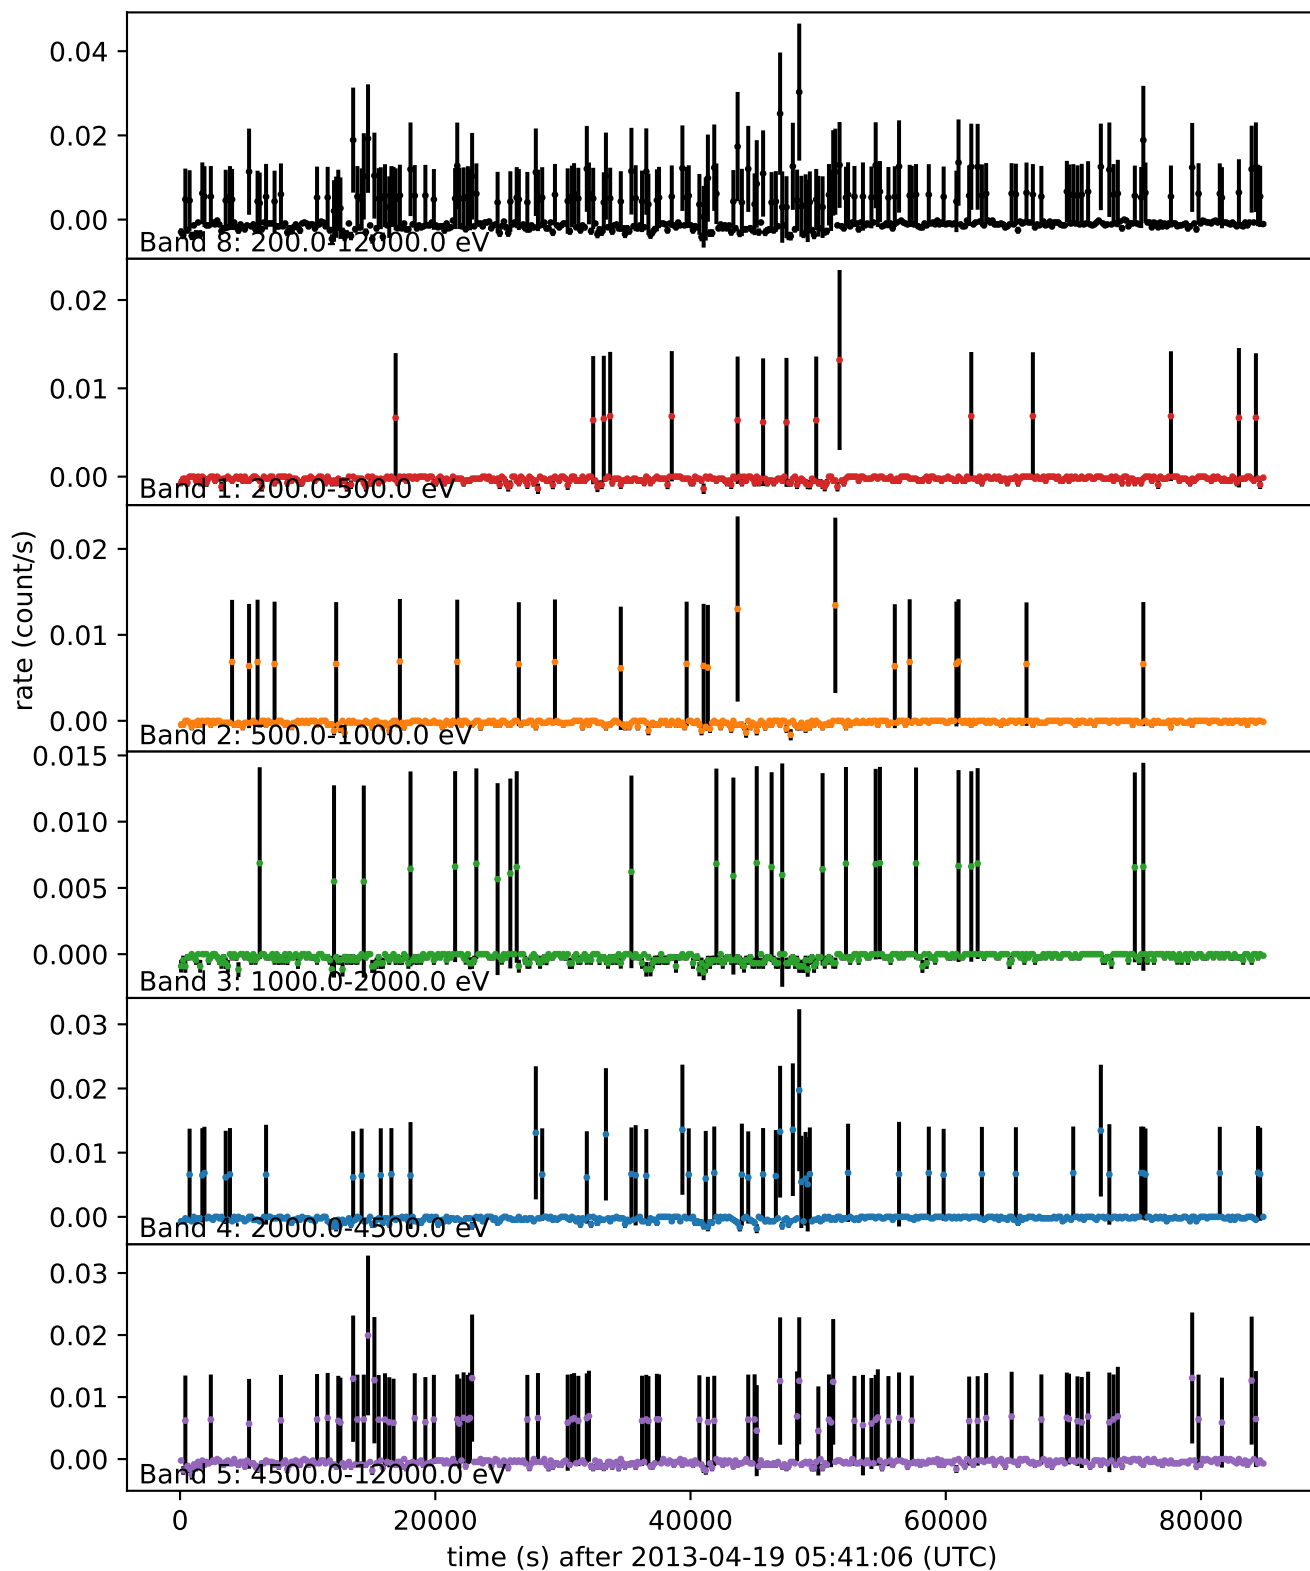 0.04
0.02
0.00
Band 8: 200.0-12000.0 eV
0.02
0.01
0.00
Band 1: 200.0-500.0 eV
rate (count/s)
0.02
0.01
0.00
Band 2: 500.0-1000.0 eV
0.015
0.010
0.005
0.000
Band 3: 1000.0-2000.0 eV
0.03
0.02
0.01
0.00
Band 4: 2000.0-4500.0 eV
0.03
0.02
0.01
0.00
Band 5: 4500.0-12000.0 eV
0 20000 40000 60000 80000
time (s) after 2013-04-19 05:41:06 (UTC)